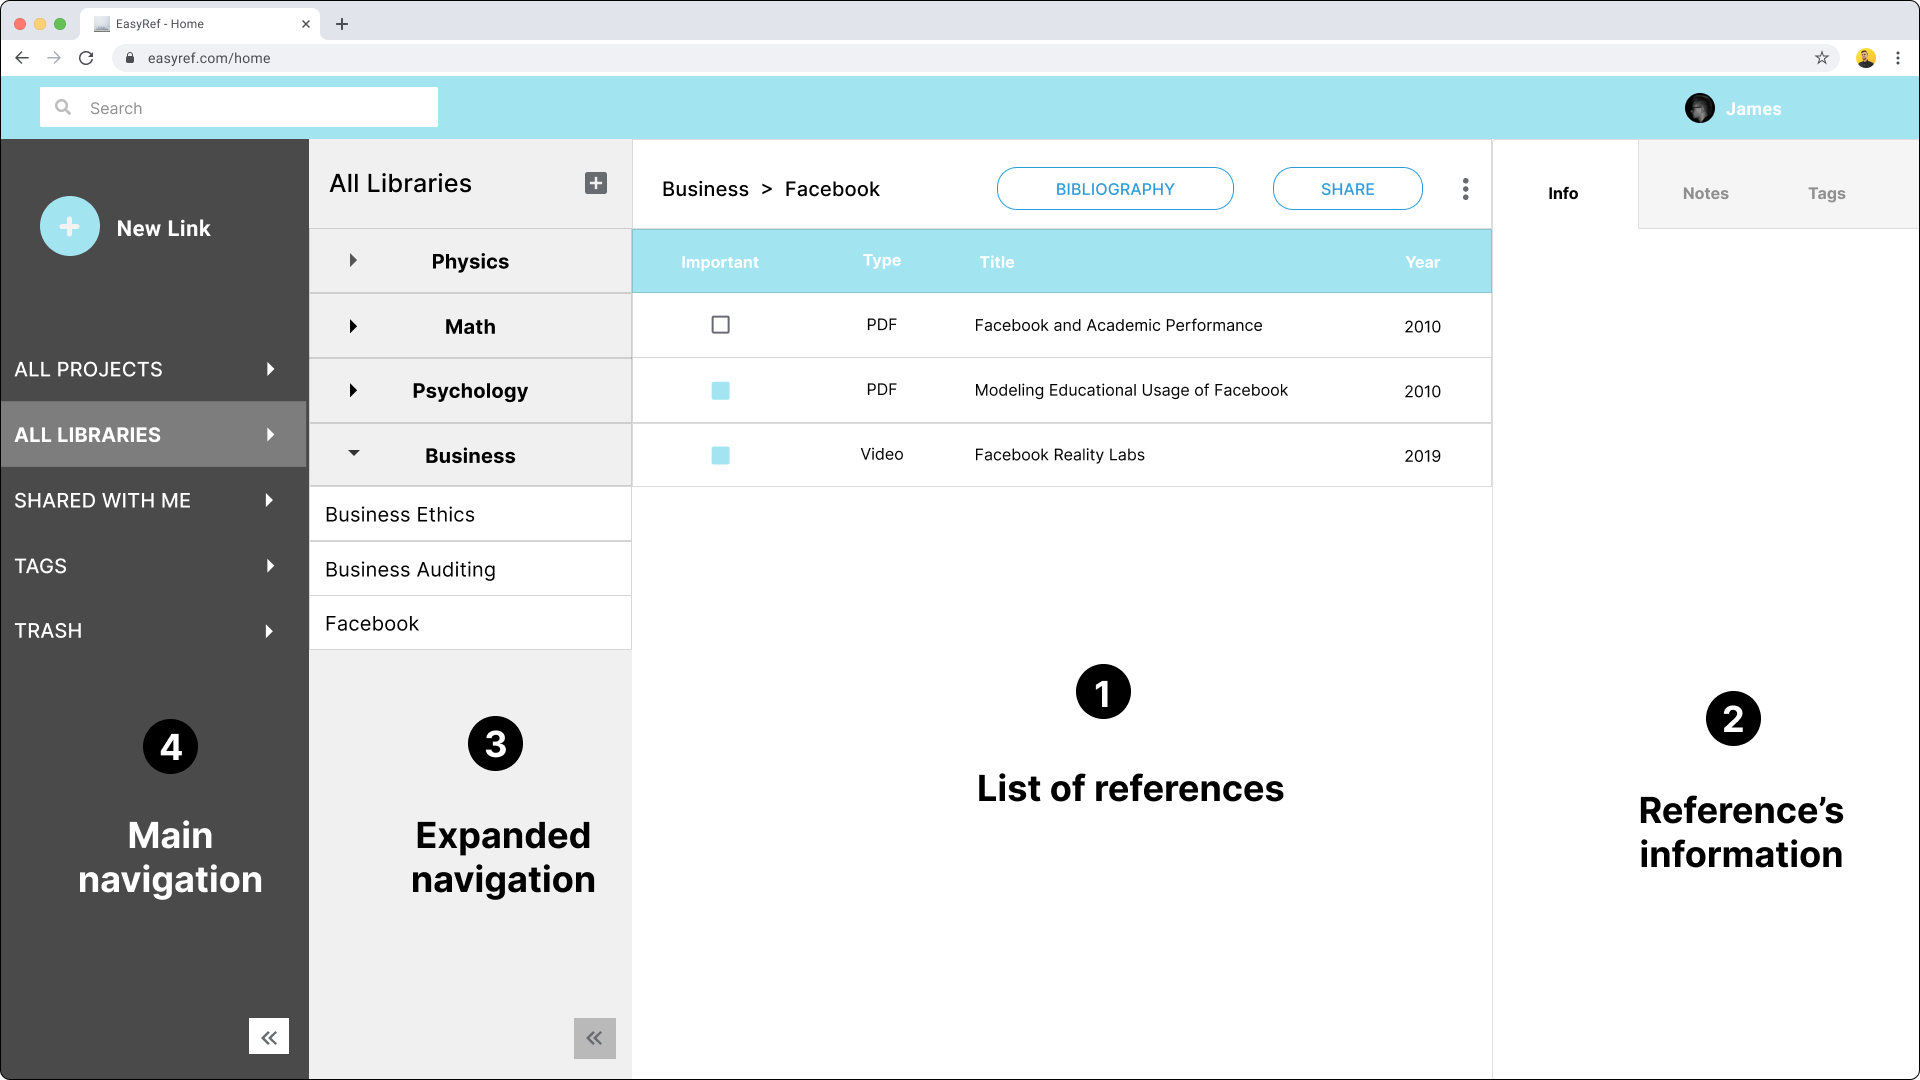 EasyRef - Home
easyref.com/home
Search
James
New Link
ALL PROJECTS
ALL LIBRARIES
SHARED WITH ME
TAGS
TRASH
4
Main
navigation
All Libraries
Physics
Math
Psychology
Business
Business Ethics
Business Auditing
Facebook
3
Expanded
navigation
Business > Facebook
BIBLIOGRAPHY
SHARE
Important Type Title Year
PDF Facebook and Academic Performance 2010
PDF Modeling Educational Usage of Facebook 2010
Video Facebook Reality Labs 2019
1
List of references
Info
Notes
Tags
2
Reference’s
information